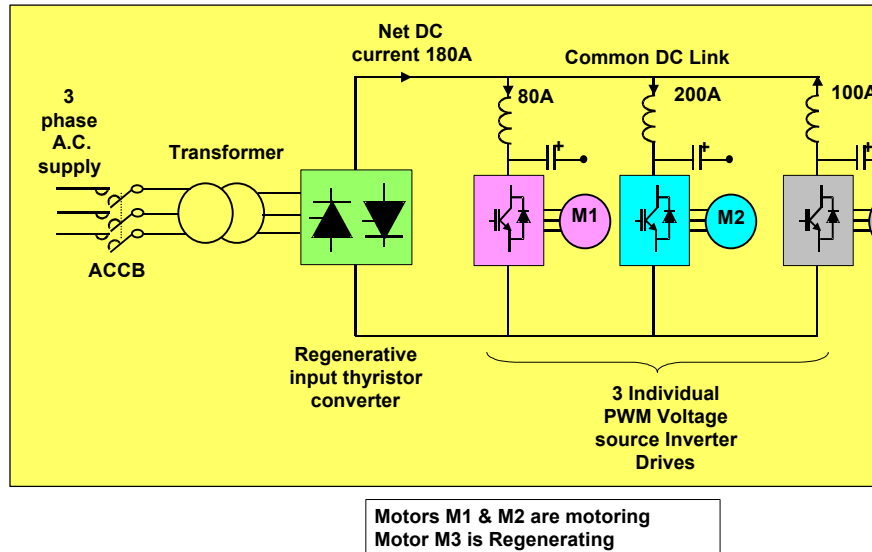 Net DC
current 180A
Common DC Link
80A
200A
100A
3
phase
A.C.
supply
Transformer
M1
M2
ACCB
Regenerative
input thyristor
converter
3 Individual
PWM Voltage
source Inverter
Drives
Motors M1 & M2 are motoring
Motor M3 is Regenerating